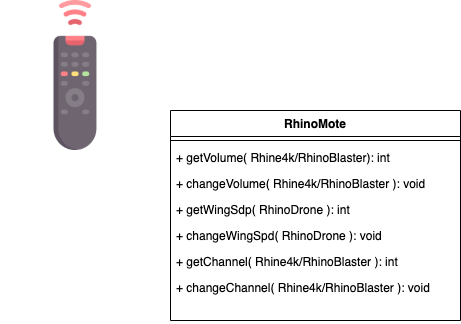 RhinoMote
+ getVolume( Rhine4k/RhinoBlaster): int
+ changeVolume( Rhine4k/RhinoBlaster ): void
+ getWingSdp( RhinoDrone ): int
+ changeWingSpd( RhinoDrone ): void
+ getChannel( Rhine4k/RhinoBlaster ): int
+ changeChannel( Rhine4k/RhinoBlaster ): void